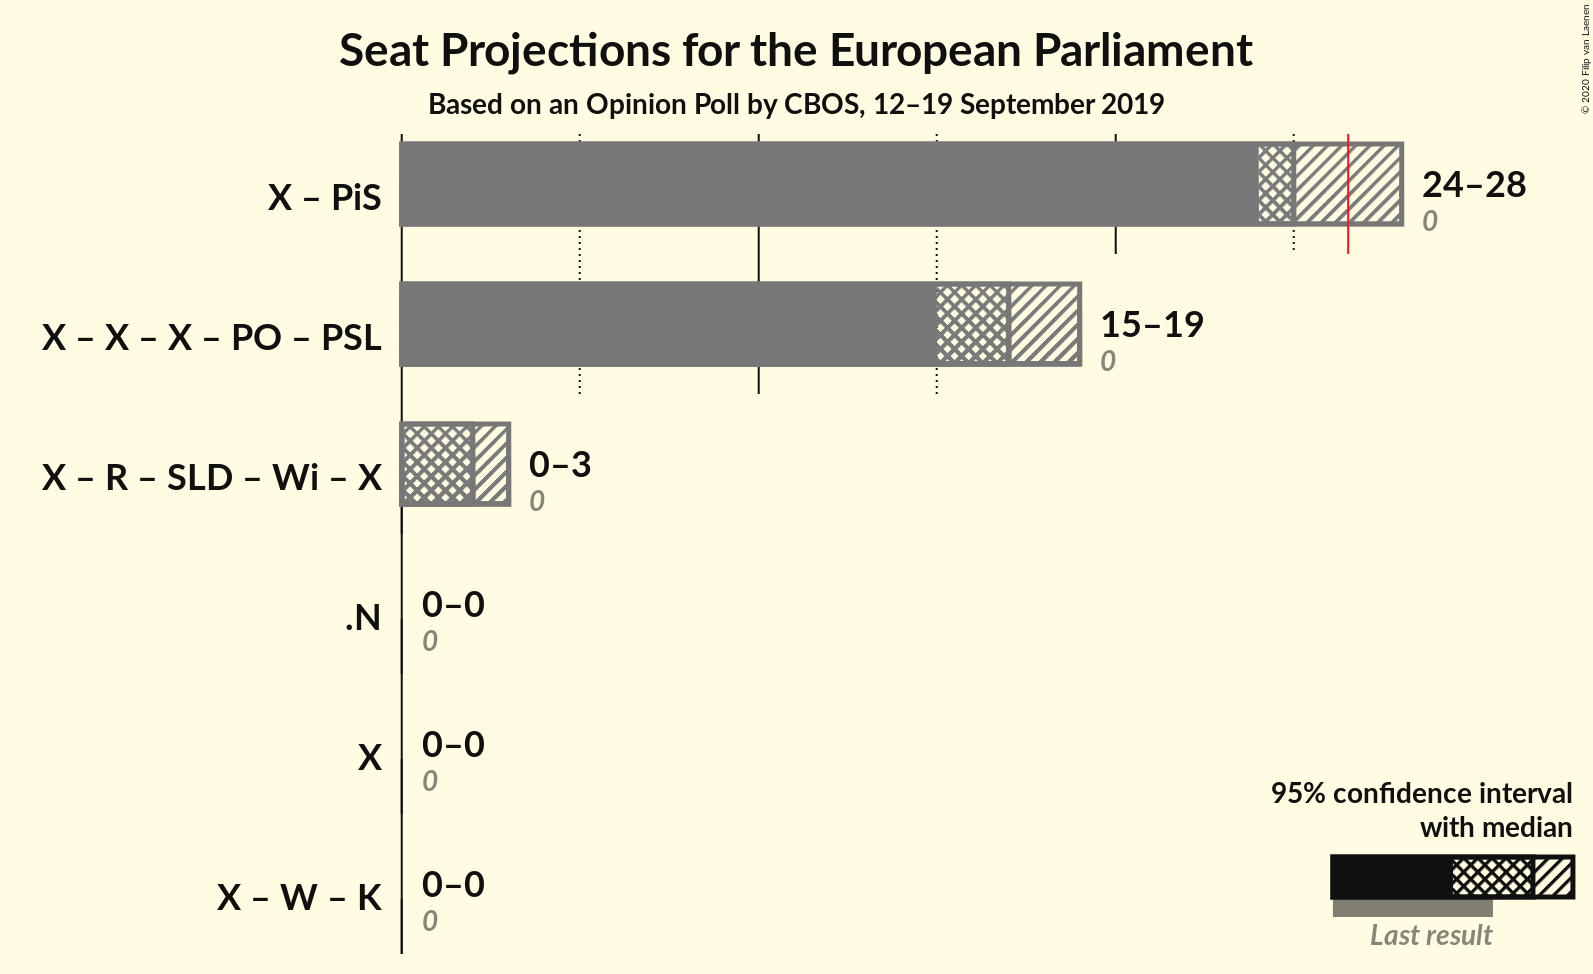 Seat Projections for the European Parliament
Based on an Opinion Poll by CBOS, 12–19 September 2019
© 2020 Filip van Laenen
X – PiS
24–28
0
X – X – X – PO – PSL
15–19
0
X – R – SLD – Wi – X
0–3
0
.N
0–0
0
X
0–0
0
X – W – K
0–0
0
95% confidence interval
with median
Last result